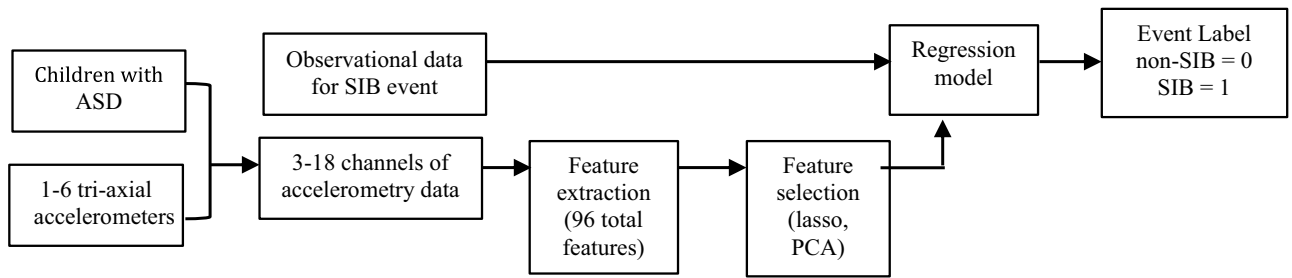 Children with
ASD
1-6 tri-axial
accelerometers
Observational data
for SIB event
3-18 channels of
accelerometry data
Feature
extraction
(96 total
features)
Feature
selection
(lasso,
PCA)
Regression
model
Event Label
non-SIB = 0
SIB = 1